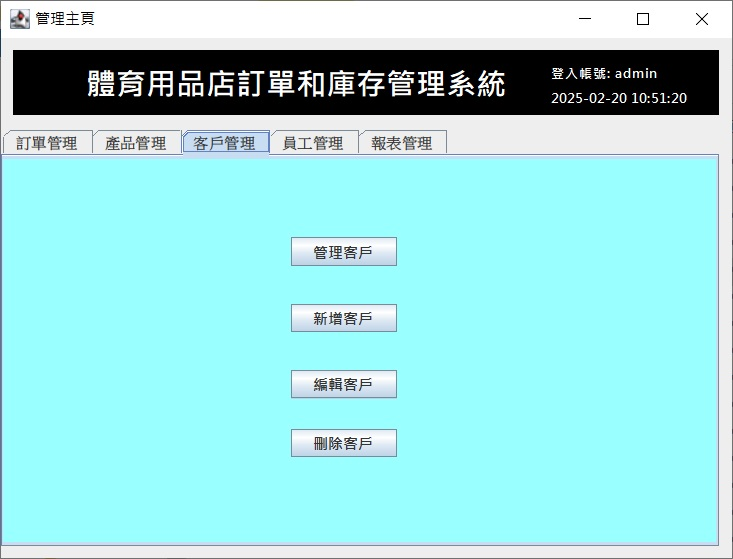 管理主頁
體育用品店訂單和庫存管理系統
登入帳號: admin
2025-02-20 10:51:20
訂單管理 產品管理 客戶管理 員工管理 報表管理
管理客戶
新增客戶
編輯客戶
刪除客戶